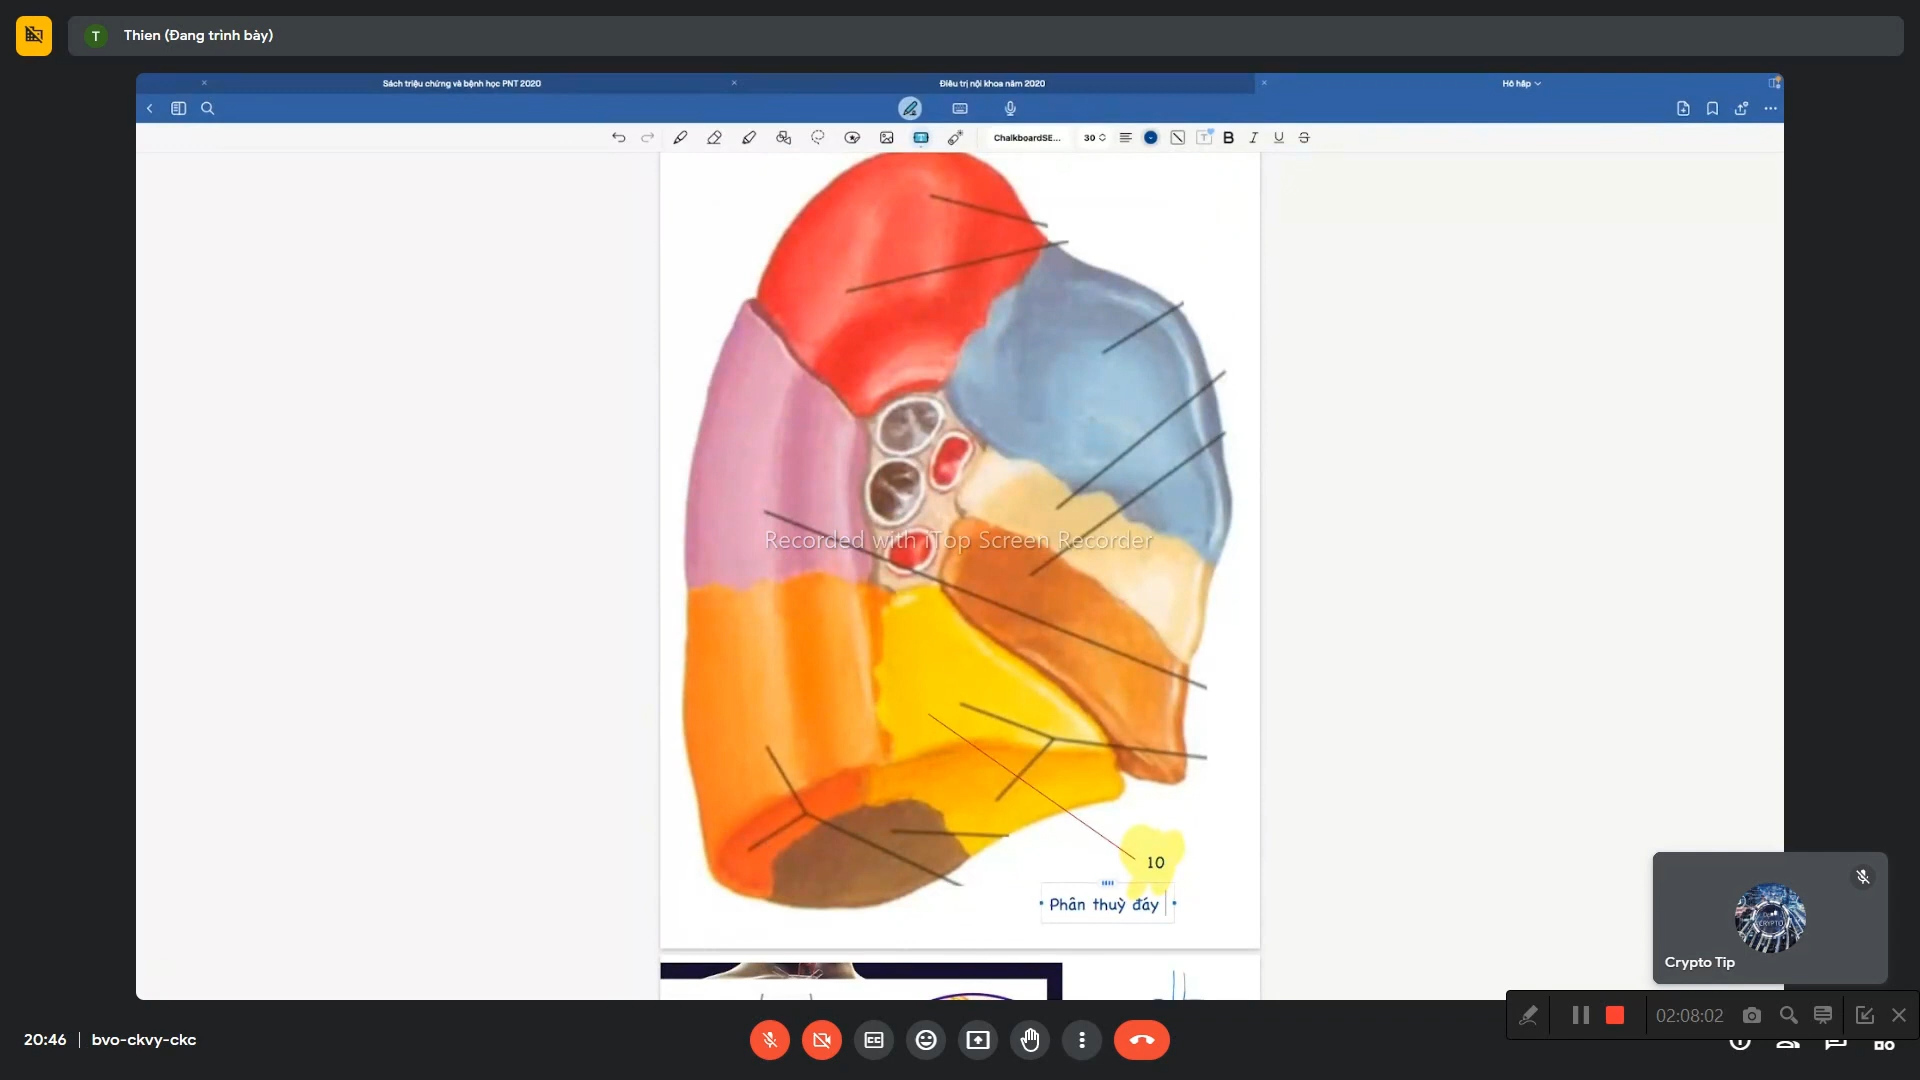 T Thien (Đang trình bày)
Sách triệu chứng và bệnh học PNT 2020
Điều trị nội khoa năm 2020
Hô hấp
ChalkboardSE...
30
B I U S
Recorded with iTop Screen Recorder
10
Phân thuỳ đáy
Crypto Tip
02:08:02
20:46 | bvo-ckvy-ckc